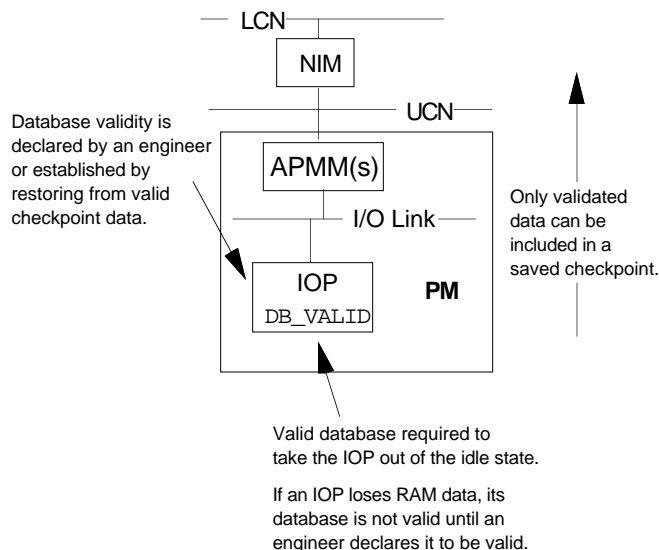 LCN
NIM
UCN
Database validity is
declared by an engineer
or established by
restoring from valid
checkpoint data.
APMM(s)
I/O Link
IOP
DB_VALID
PM
Only validated
data can be
included in a
saved checkpoint.
Valid database required to
take the IOP out of the idle state.
If an IOP loses RAM data, its
database is not valid until an
engineer declares it to be valid.